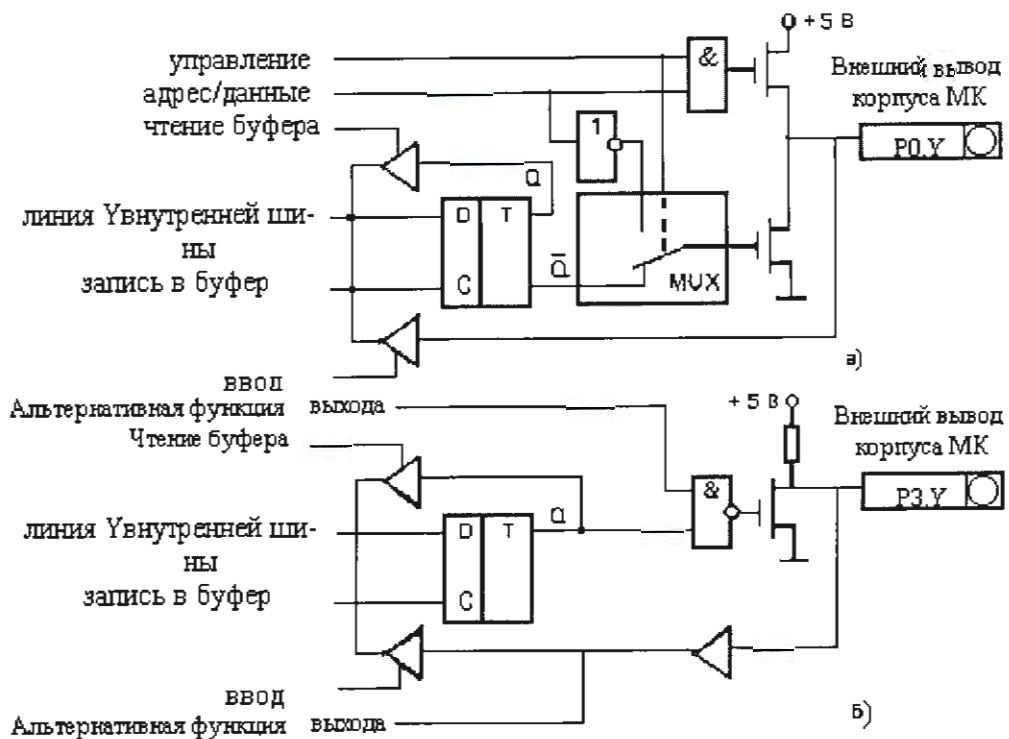 + 5 В
управление
&
Внешний вывод
адрес/данные
корпуса МК
чтение буфера
1
P0.Y
Q
линия Yвнутренней ши-
D T
ны
Q̅
запись в буфер
C
MUX
а)
ввод
Альтернативная функция выхода
+ 5 В
Внешний вывод
Чтение буфера
корпуса МК
&
P3.Y
Q
линия Yвнутренней ши-
D T
ны
запись в буфер
C
ввод
Альтернативная функция выхода
б)